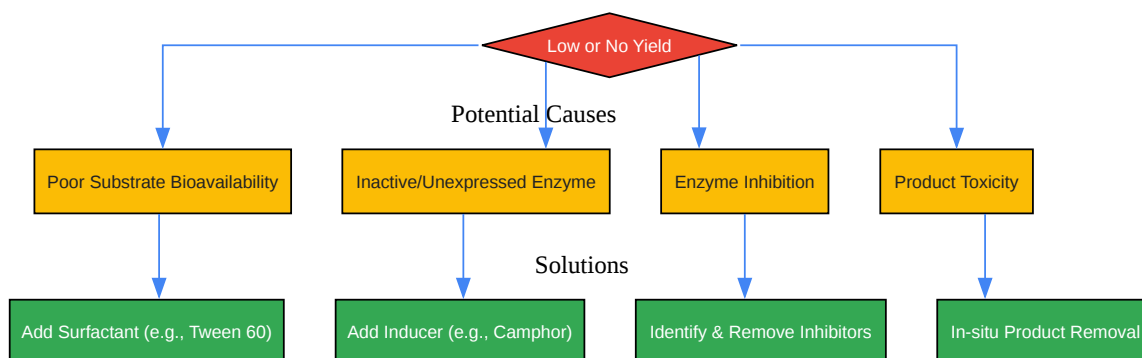 Low or No Yield
Potential Causes
Poor Substrate Bioavailability
Inactive/Unexpressed Enzyme
Enzyme Inhibition
Product Toxicity
Solutions
Add Surfactant (e.g., Tween 60)
Add Inducer (e.g., Camphor)
Identify & Remove Inhibitors
In-situ Product Removal